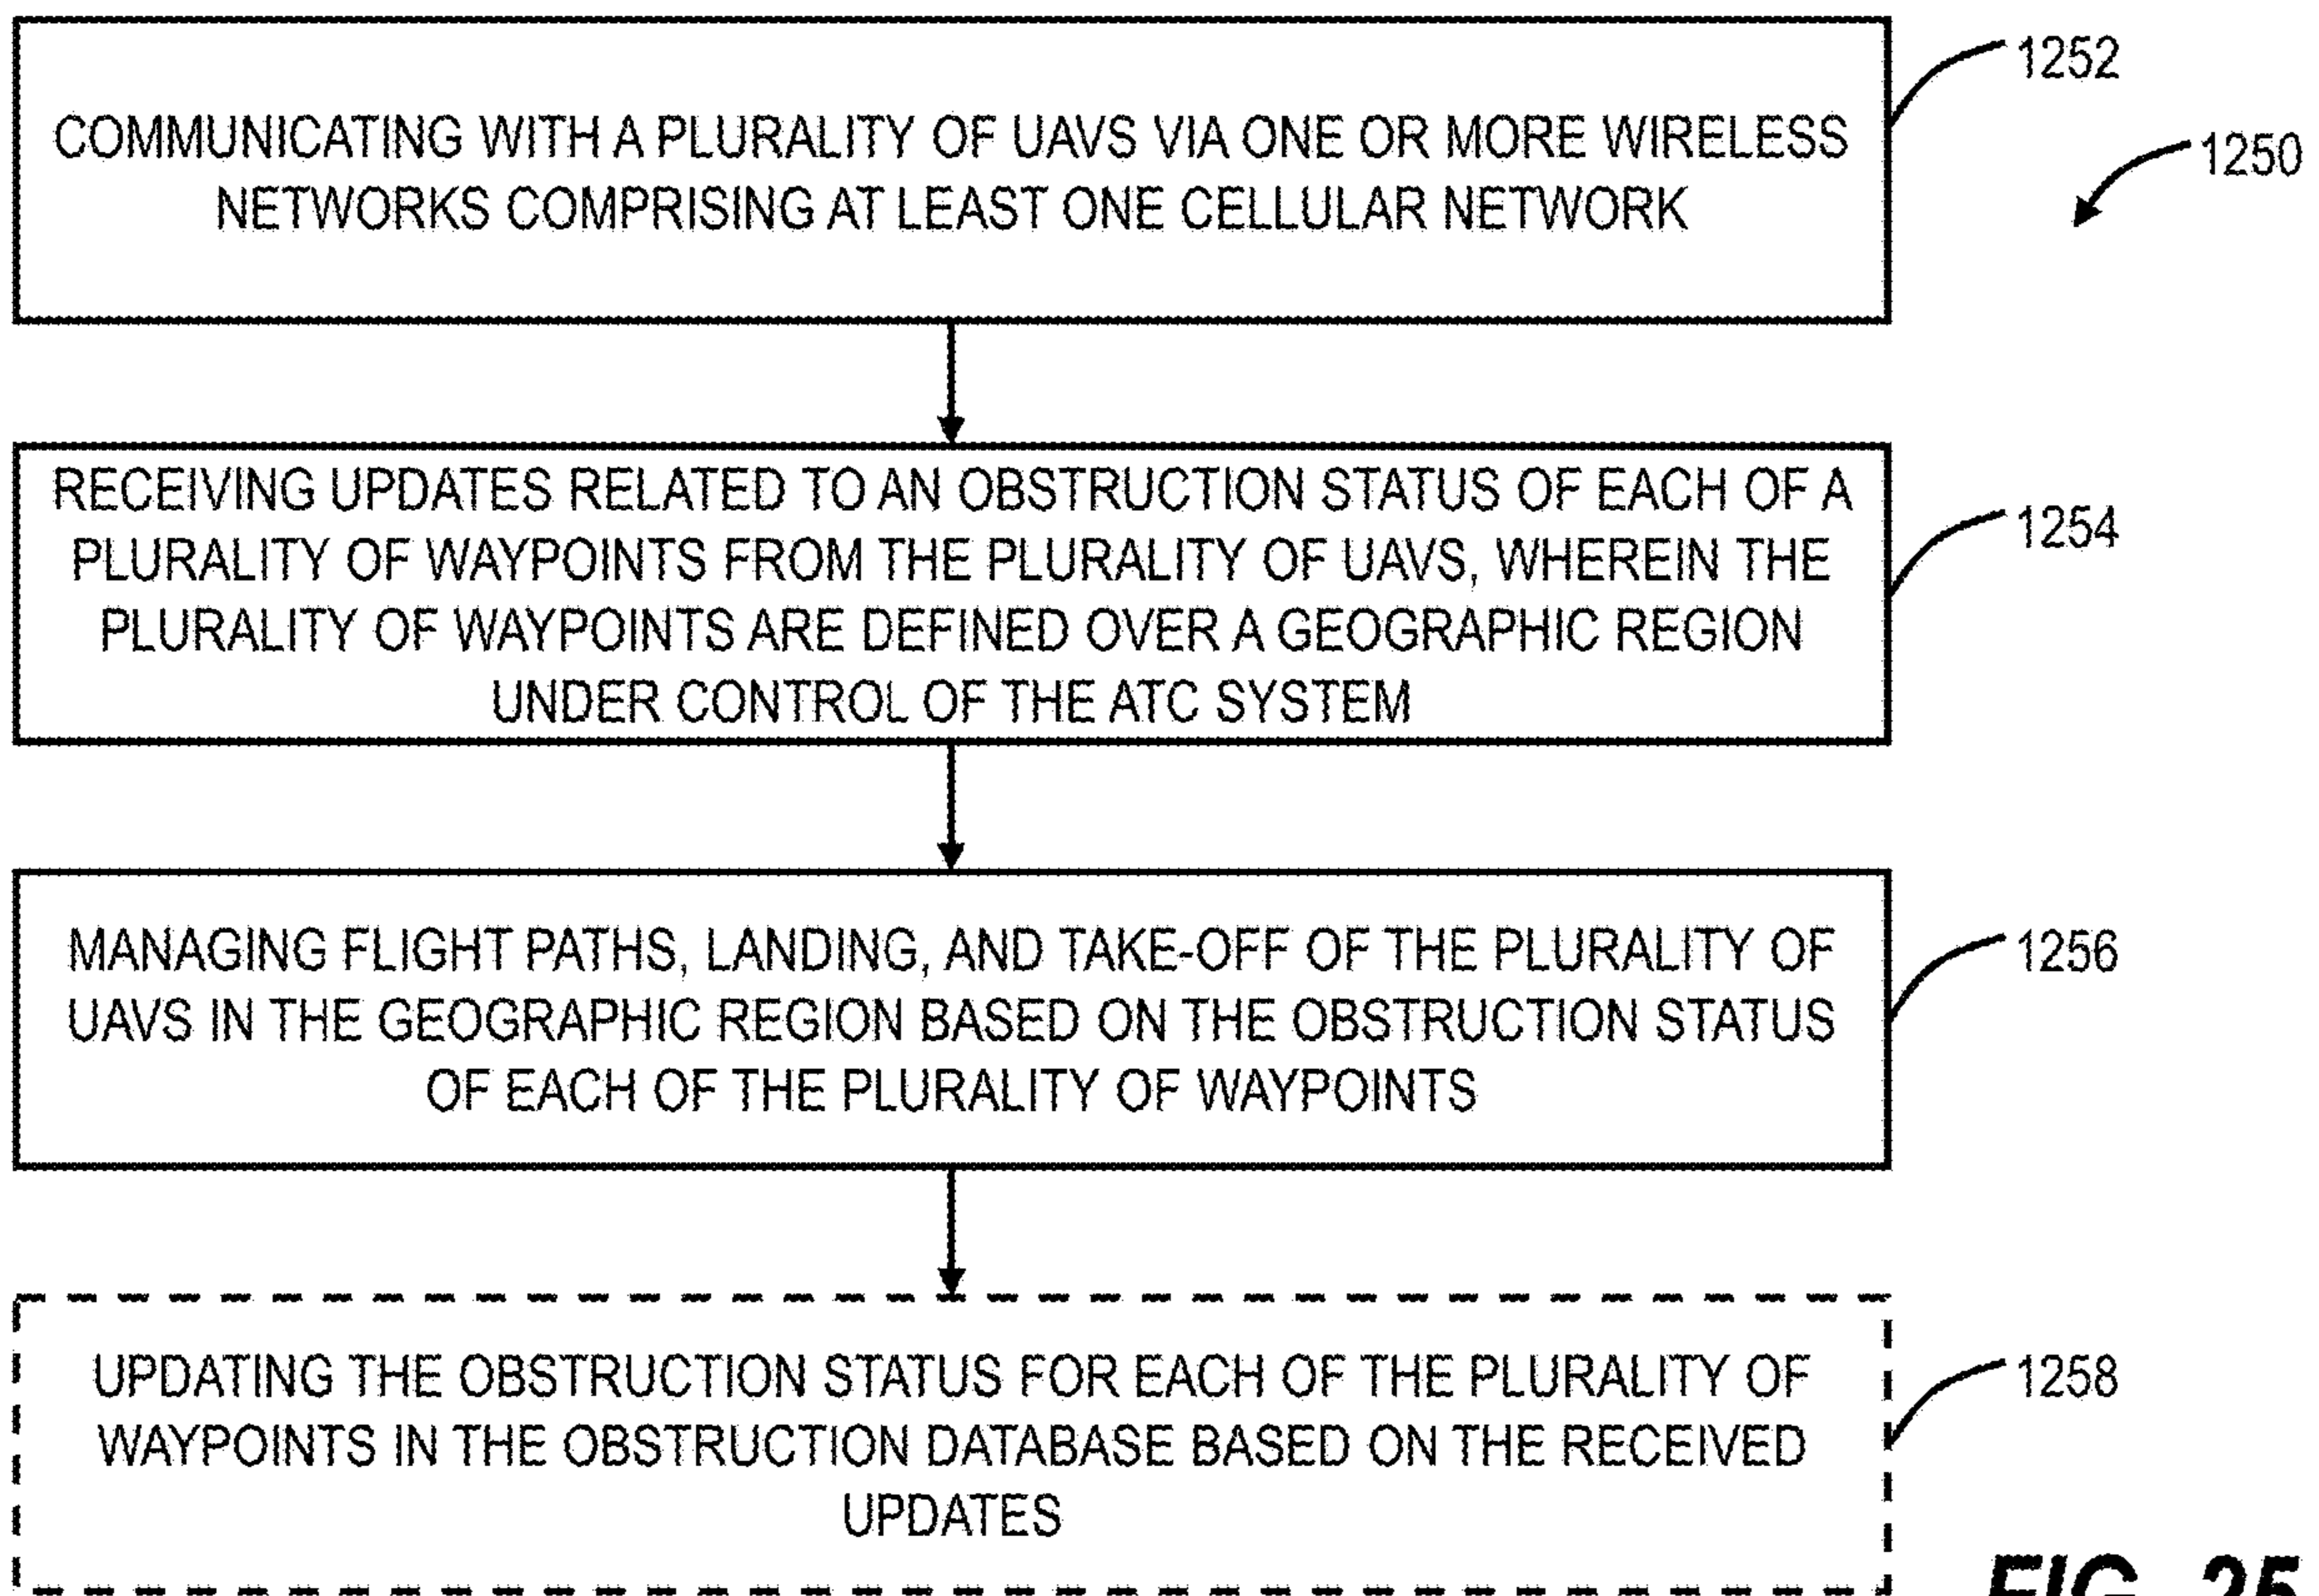 COMMUNICATING WITH A PLURALITY OF UAVS VIA ONE OR MORE WIRELESS
NETWORKS COMPRISING AT LEAST ONE CELLULAR NETWORK
1252
1250
RECEIVING UPDATES RELATED TO AN OBSTRUCTION STATUS OF EACH OF A
PLURALITY OF WAYPOINTS FROM THE PLURALITY OF UAVS, WHEREIN THE
PLURALITY OF WAYPOINTS ARE DEFINED OVER A GEOGRAPHIC REGION
UNDER CONTROL OF THE ATC SYSTEM
1254
MANAGING FLIGHT PATHS, LANDING, AND TAKE-OFF OF THE PLURALITY OF
UAVS IN THE GEOGRAPHIC REGION BASED ON THE OBSTRUCTION STATUS
OF EACH OF THE PLURALITY OF WAYPOINTS
1256
UPDATING THE OBSTRUCTION STATUS FOR EACH OF THE PLURALITY OF
WAYPOINTS IN THE OBSTRUCTION DATABASE BASED ON THE RECEIVED
UPDATES
1258
FIG. 25